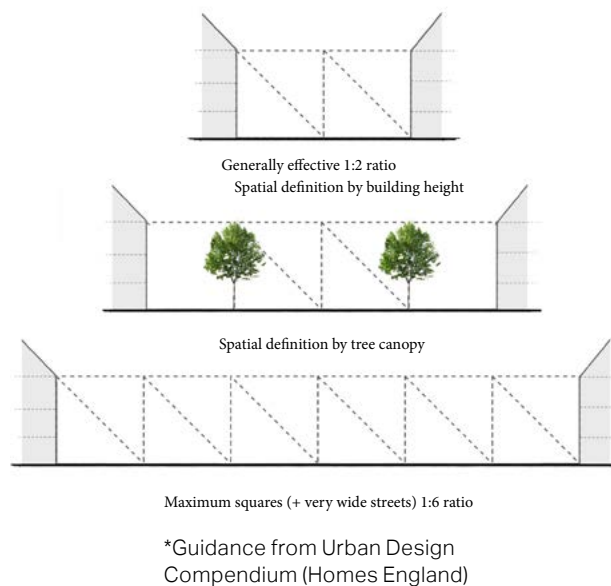 Generally effective 1:2 ratio
Spatial definition by building height
Spatial definition by tree canopy
Maximum squares (+ very wide streets) 1:6 ratio
*Guidance from Urban Design
Compendium (Homes England)